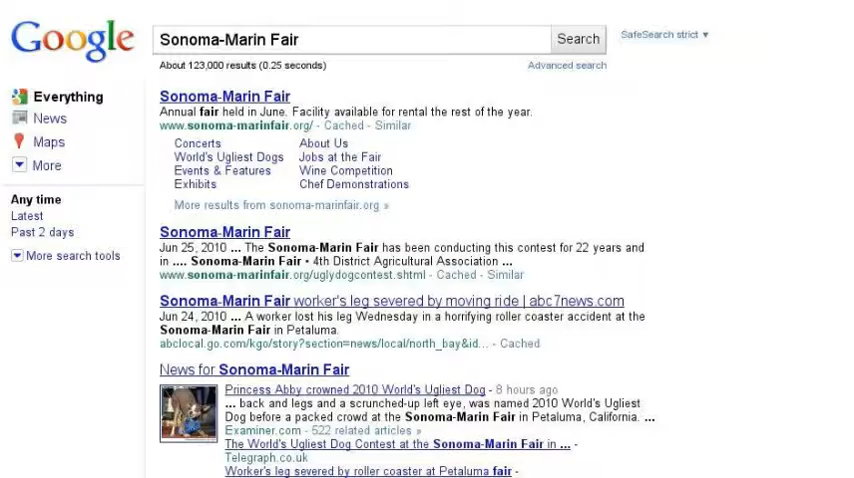 Google
Sonoma-Marin Fair
Search
SafeSearch strict ▼
About 123,000 results (0.25 seconds)
Advanced search
Everything
News
Maps
More
Any time
Latest
Past 2 days
More search tools
Sonoma-Marin Fair
Annual fair held in June. Facility available for rental the rest of the year.
www.sonoma-marinfair.org/ - Cached - Similar
Concerts
About Us
World's Ugliest Dogs
Jobs at the Fair
Events & Features
Wine Competition
Exhibits
Chef Demonstrations
More results from sonoma-marinfair.org »
Sonoma-Marin Fair
Jun 25, 2010 ... The Sonoma-Marin Fair has been conducting this contest for 22 years and
in .... Sonoma-Marin Fair • 4th District Agricultural Association ...
www.sonoma-marinfair.org/uglydogcontest.shtml - Cached - Similar
Sonoma-Marin Fair worker's leg severed by moving ride | abc7news.com
Jun 24, 2010 ... A worker lost his leg Wednesday in a horrifying roller coaster accident at the
Sonoma-Marin Fair in Petaluma.
abclocal.go.com/kgo/story?section=news/local/north_bay&id... - Cached
News for Sonoma-Marin Fair
Princess Abby crowned 2010 World's Ugliest Dog - 8 hours ago
... back and legs and a scrunched-up left eye, was named 2010 World's Ugliest
Dog before a packed crowd at the Sonoma-Marin Fair in Petaluma, California. ...
Examiner.com - 522 related articles »
The World's Ugliest Dog Contest at the Sonoma-Marin Fair in ... -
Telegraph.co.uk
Worker's leg severed by roller coaster at Petaluma fair -